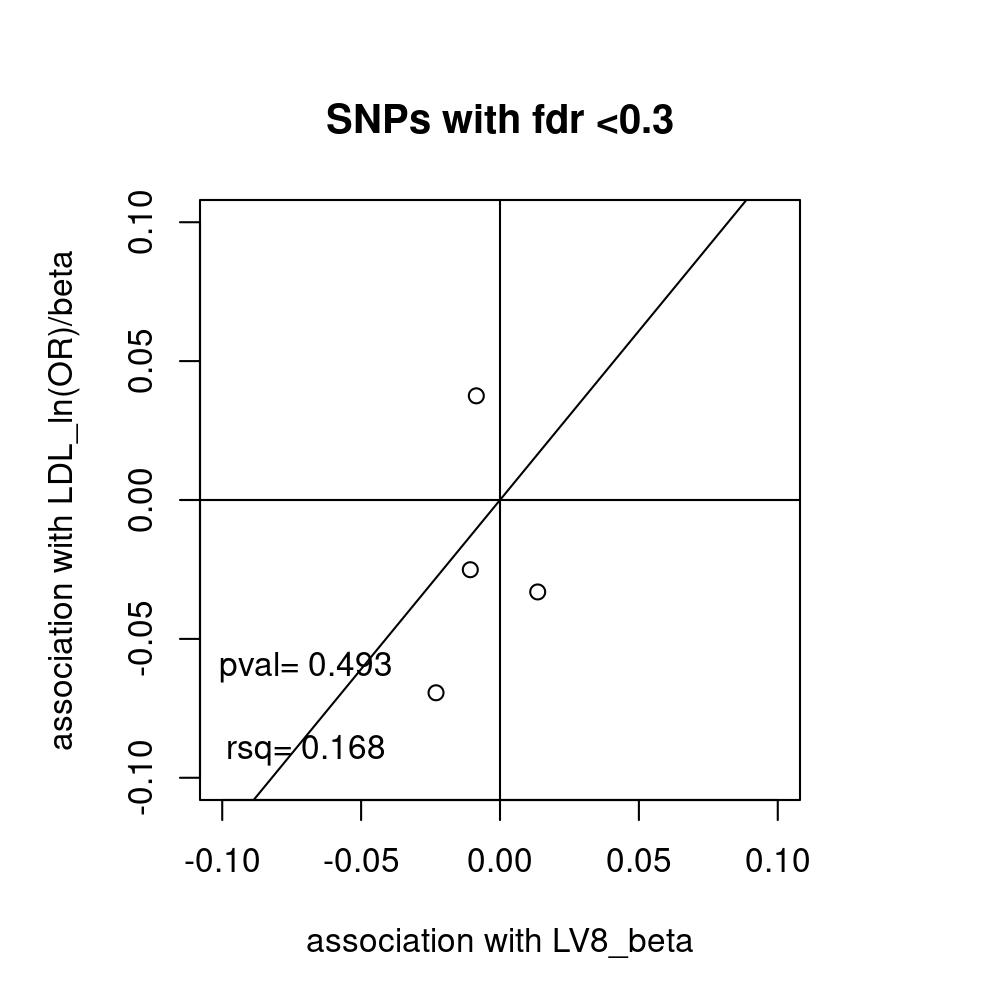 SNPs with fdr <0.3
association with LDL_ln(OR)/beta
0.10
0.05
0.00
-0.05
-0.10
pval= 0.493
rsq= 0.168
-0.10 -0.05 0.00 0.05 0.10
association with LV8_beta